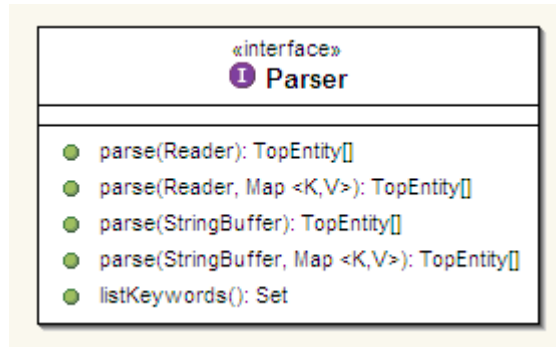 «interface»
I Parser
parse(Reader): TopEntity[]
parse(Reader, Map <K,V>): TopEntity[]
parse(StringBuffer): TopEntity[]
parse(StringBuffer, Map <K,V>): TopEntity[]
listKeywords(): Set